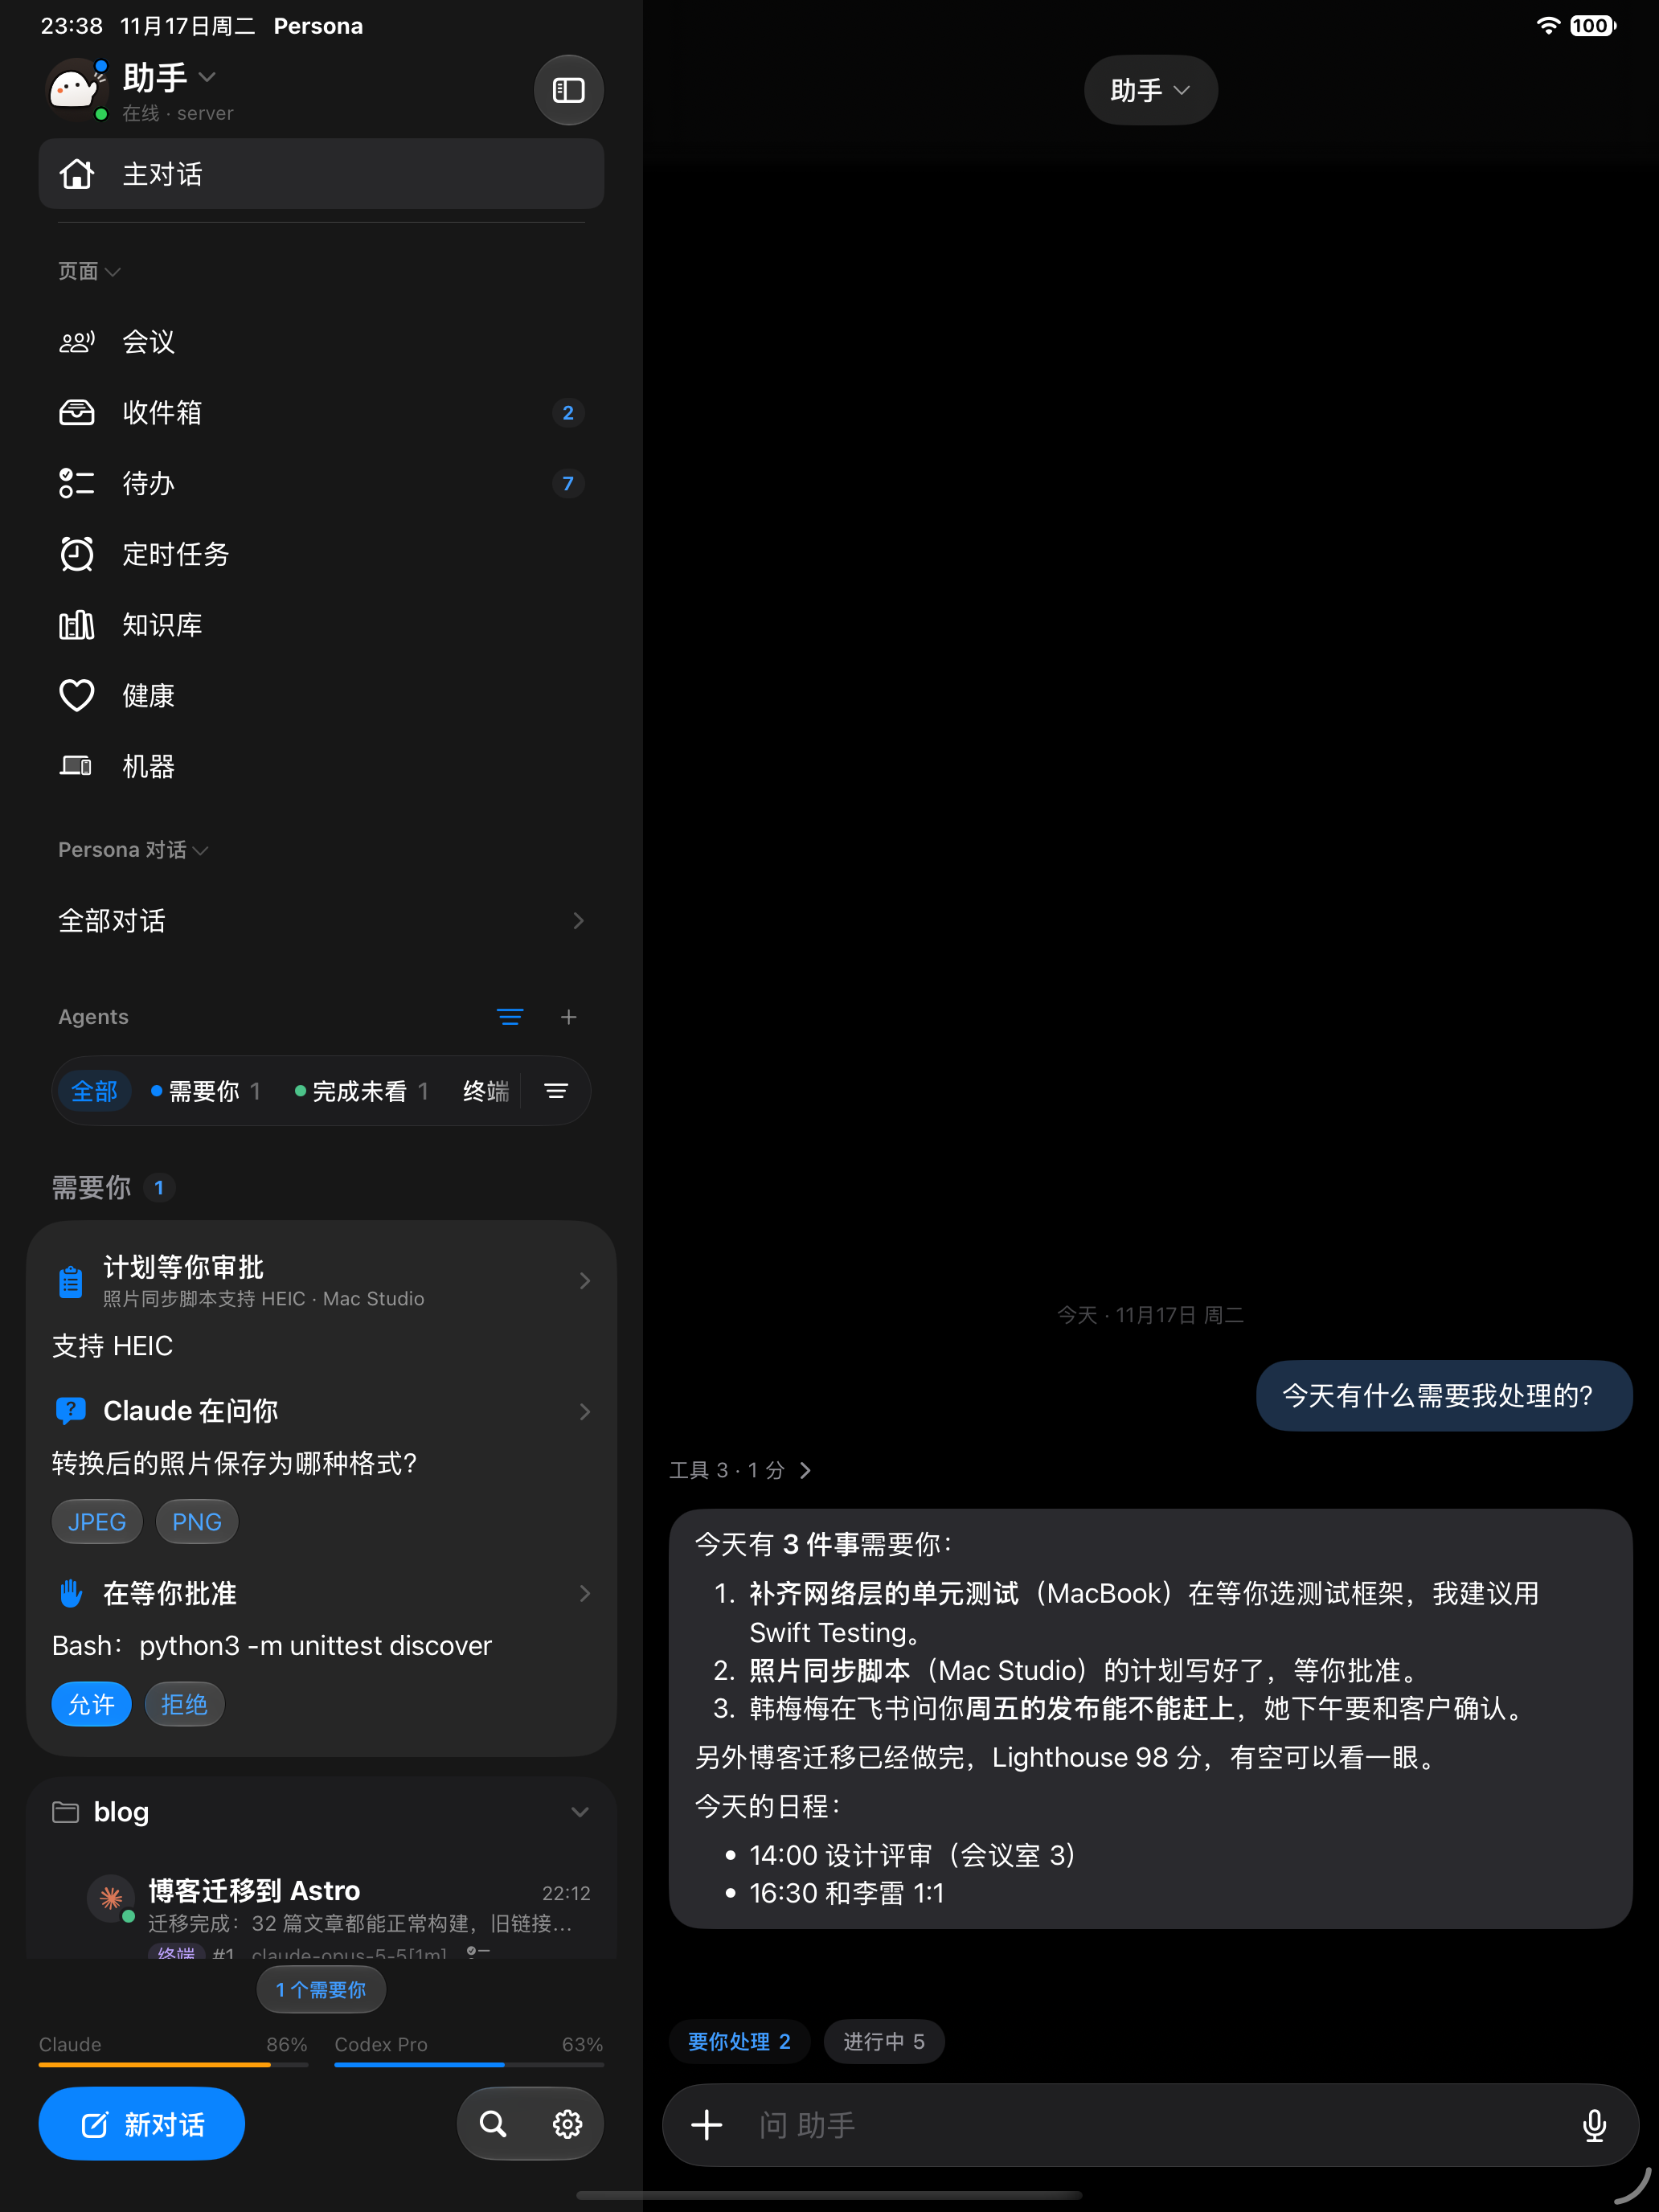 23:38 11月17日周二 Persona
100
助手
在线 · server
主对话
页面
会议
收件箱 2
待办 7
定时任务
知识库
健康
机器
Persona 对话
全部对话
Agents
全部 需要你 1 完成未看 1 终端
需要你 1
计划等你审批
照片同步脚本支持 HEIC · Mac Studio
支持 HEIC
Claude 在问你
转换后的照片保存为哪种格式?
JPEG PNG
在等你批准
Bash：python3 -m unittest discover
允许 拒绝
blog
博客迁移到 Astro 22:12
迁移完成：32 篇文章都能正常构建，旧链接…
终端 #1 claude-opus-5-5[1m]
1 个需要你
Claude 86% Codex Pro 63%
新对话
助手
今天 · 11月17日 周二
今天有什么需要我处理的?
工具 3 · 1 分
今天有 3 件事需要你：
1. 补齐网络层的单元测试（MacBook）在等你选测试框架，我建议用
Swift Testing。
2. 照片同步脚本（Mac Studio）的计划写好了，等你批准。
3. 韩梅梅在飞书问你周五的发布能不能赶上，她下午要和客户确认。
另外博客迁移已经做完，Lighthouse 98 分，有空可以看一眼。
今天的日程：
• 14:00 设计评审（会议室 3）
• 16:30 和李雷 1:1
要你处理 2 进行中 5
问 助手